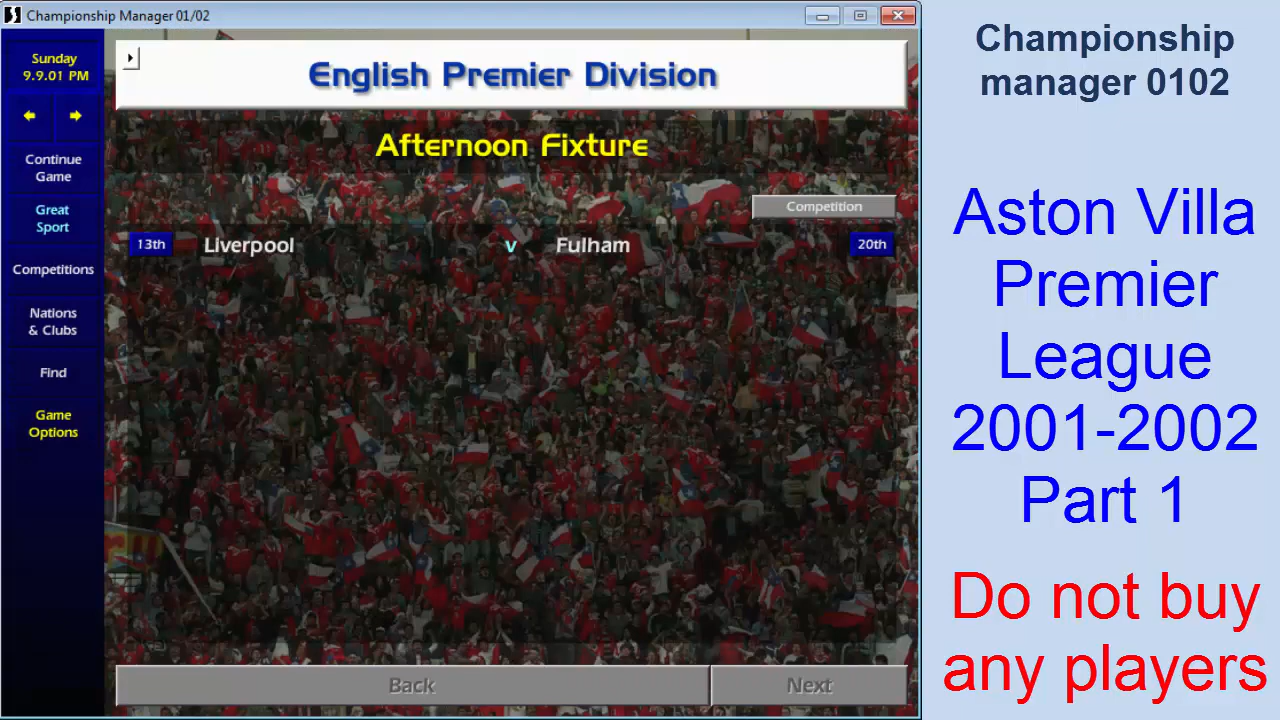 Championship Manager 01/02
Sunday
9.9.01 PM
Continue
Game
Great
Sport
Competitions
Nations
& Clubs
Find
Game
Options
English Premier Division
Afternoon Fixture
Competition
13th Liverpool v Fulham 20th
Back Next
Championship
manager 0102
Aston Villa
Premier
League
2001-2002
Part 1
Do not buy
any players